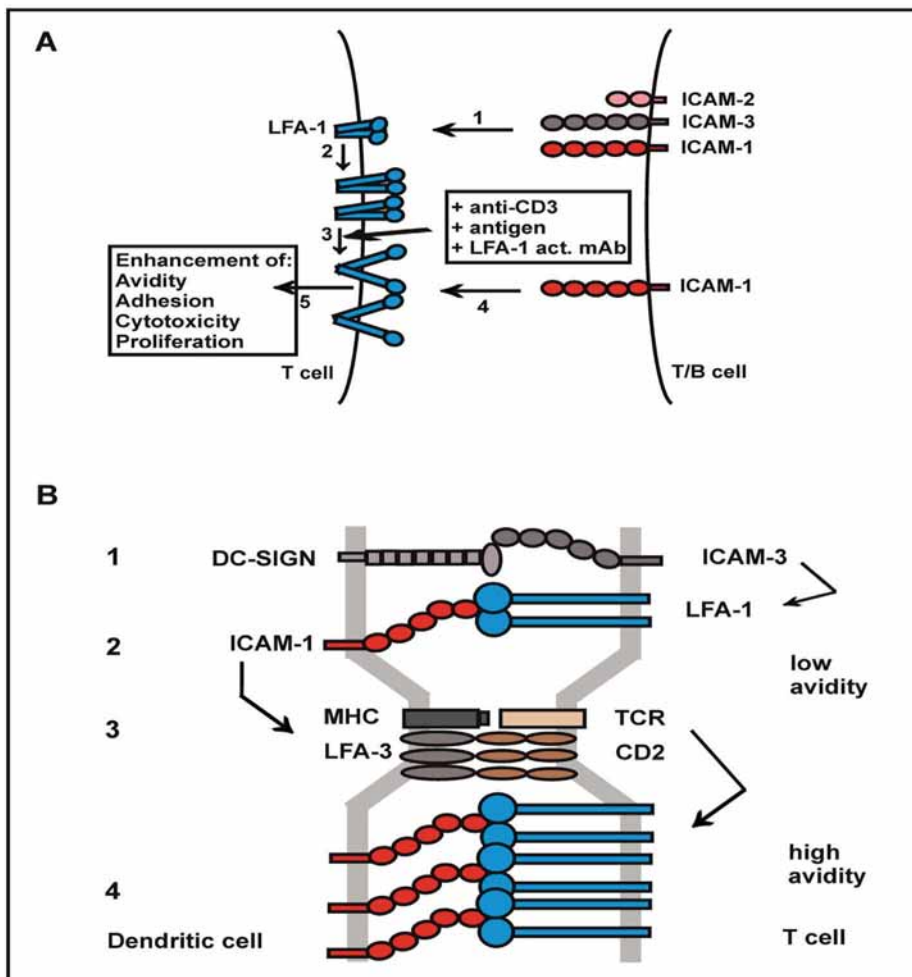 A
ICAM-2
ICAM-3
ICAM-1
LFA-1
1
2
+ anti-CD3
+ antigen
+ LFA-1 act. mAb
3
Enhancement of:
Avidity
Adhesion
Cytotoxicity
Proliferation
5
4
ICAM-1
T cell
T/B cell
B
1
DC-SIGN
ICAM-3
LFA-1
2
ICAM-1
low
avidity
3
MHC
TCR
LFA-3
CD2
high
avidity
4
Dendritic cell
T cell